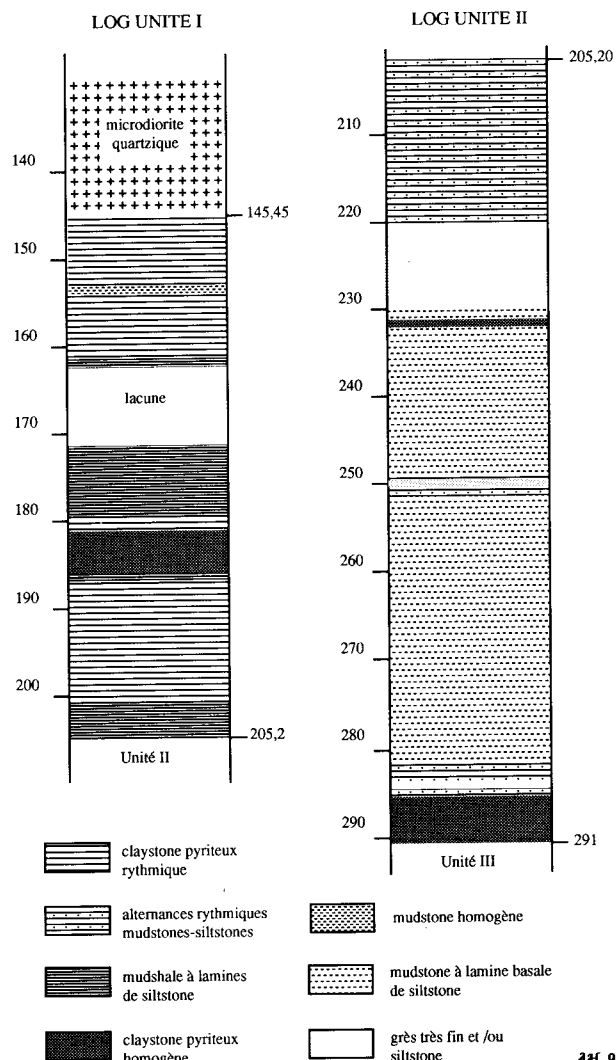 LOG UNITE I
microdiorite
quartzique
140
145,45
150
160
lacune
170
180
190
200
205,2
Unité II
LOG UNITE II
205,20
210
220
230
240
250
260
270
280
290
291
Unité III
claystone pyriteux
rythmique
alternances rythmiques
mudstones-siltstones
mudshale à lamines
de siltstone
claystone pyriteux
homogène
mudstone homogène
mudstone à lamine basale
de siltstone
grès très fin et /ou
siltstone